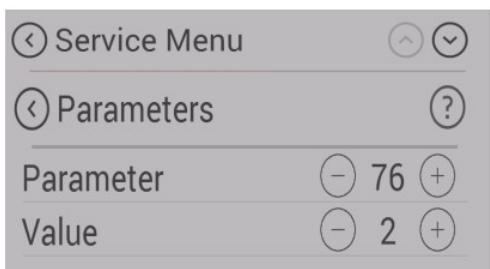 Service Menu
Parameters ?
Parameter - 76 +
Value - 2 +